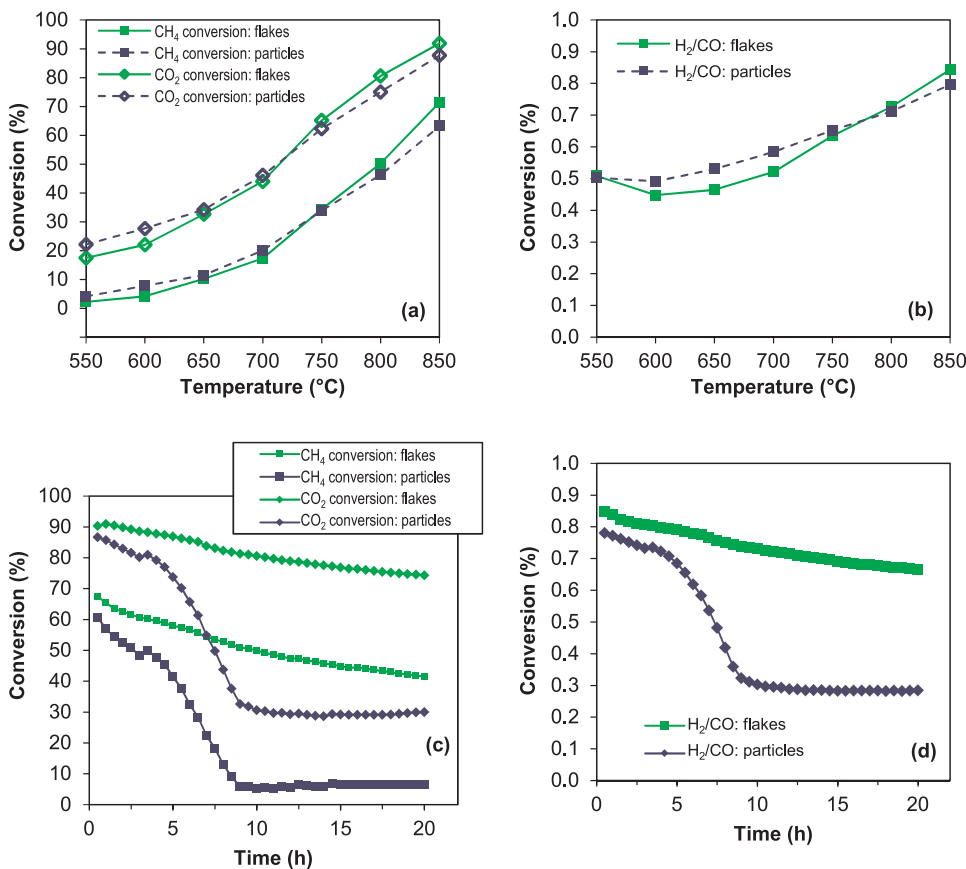 CH₄ conversion: flakes
CH₄ conversion: particles
CO₂ conversion: flakes
CO₂ conversion: particles
100
90
80
70
60
50
40
30
20
10
0
Conversion (%)
(a)
550 600 650 700 750 800 850
Temperature (°C)
H₂/CO: flakes
H₂/CO: particles
1.0
0.9
0.8
0.7
0.6
0.5
0.4
0.3
0.2
0.1
0.0
Conversion (%)
(b)
550 600 650 700 750 800 850
Temperature (°C)
CH₄ conversion: flakes
CH₄ conversion: particles
CO₂ conversion: flakes
CO₂ conversion: particles
100
90
80
70
60
50
40
30
20
10
0
Conversion (%)
(c)
0 5 10 15 20
Time (h)
1.0
0.9
0.8
0.7
0.6
0.5
0.4
0.3
0.2
0.1
0.0
Conversion (%)
H₂/CO: flakes
H₂/CO: particles
(d)
0 5 10 15 20
Time (h)